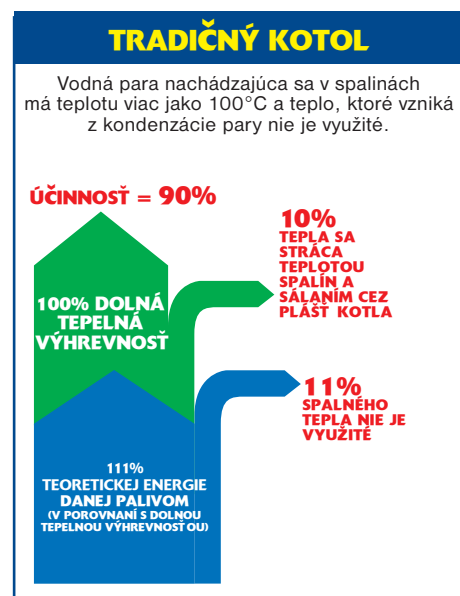 TRADIČNÝ KOTOL
Vodná para nachádzajúca sa v spalinách
má teplotu viac jako 100°C a teplo, ktoré vzniká
z kondenzácie pary nie je využité.
ÚČINNOSŤ = 90%
10%
TEPLA SA
STRÁCA
TEPLOTOU
SPALÍN A
SÁLANÍM CEZ
PLÁŠŤ KOTLA
100% DOLNÁ
TEPELNÁ
VÝHREVNOSŤ
11%
SPALNÉHO
TEPLA NIE JE
VYUŽITÉ
111%
TEORETICKEJ ENERGIE
DANEJ PALIVOM
(V POROVNANÍ S DOLNOU
TEPELNOU VÝHREVNOSŤOU)